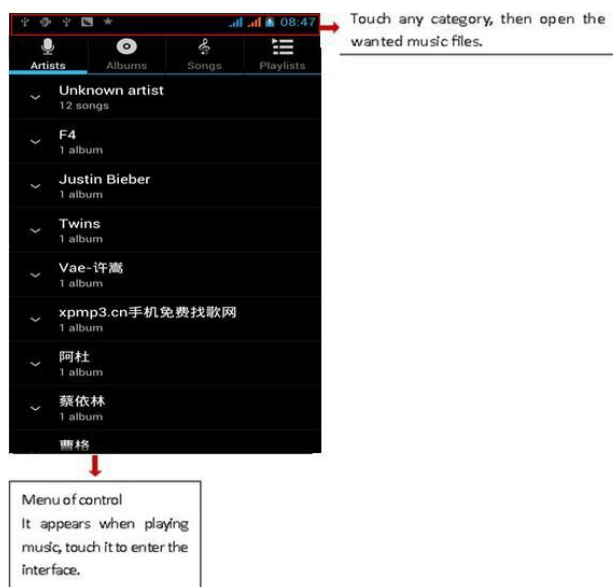 08:47
Touch any category, then open the
wanted music files.
Artists Albums Songs Playlists
Unknown artist
12 songs
F4
1 album
Justin Bieber
1 album
Twins
1 album
Vae-许嵩
1 album
xpmp3.cn手机免费找歌网
1 album
阿杜
1 album
蔡依林
1 album
曹格
Menu of control
It appears when playing
music, touch it to enter the
interface.